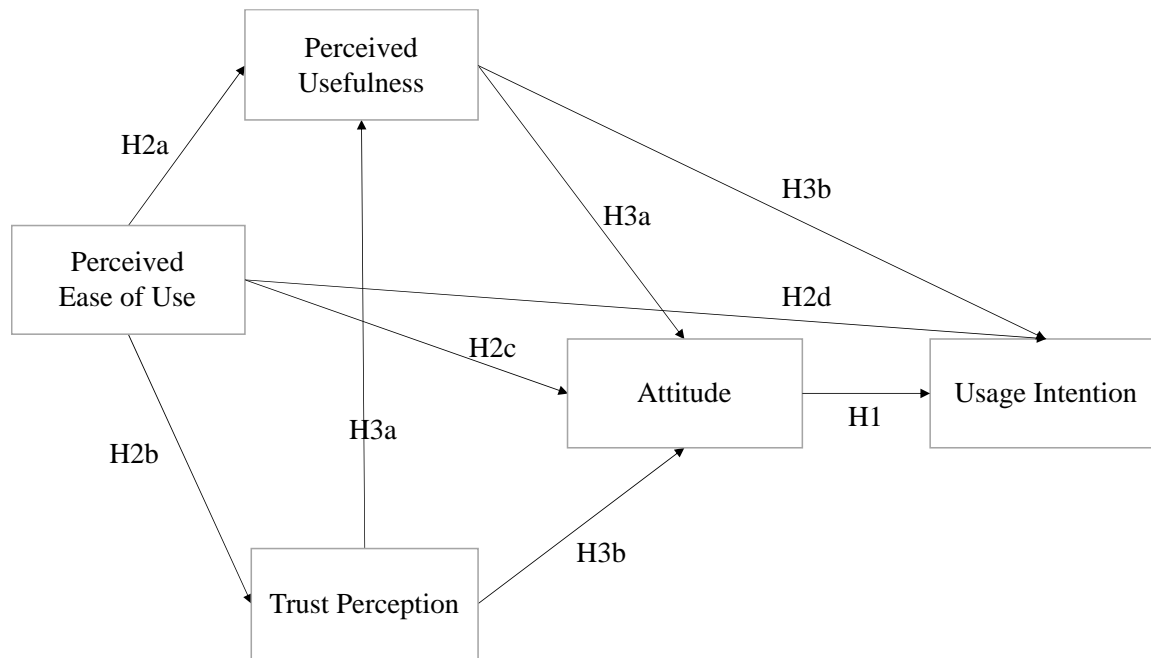 Perceived
Usefulness
H2a
H3b
H3a
Perceived
Ease of Use
H2d
H2c
Attitude
Usage Intention
H1
H3a
H2b
H3b
Trust Perception